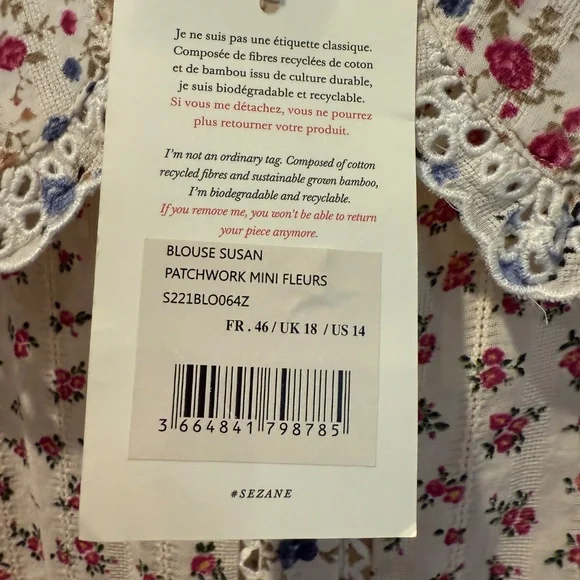 Je ne suis pas une étiquette classique.
Composée de fibres recyclées de coton
et de bambou issu de culture durable,
je suis biodégradable et recyclable.
Si vous me détachez, vous ne pourrez
plus retourner votre produit.
I'm not an ordinary tag. Composed of cotton
recycled fibres and sustainable grown bamboo,
I'm biodegradable and recyclable.
If you remove me, you won't be able to return
your piece anymore.
BLOUSE SUSAN
PATCHWORK MINI FLEURS
S221BLO064Z
FR . 46 / UK 18 / US 14
3 664841 798785
#SEZANE